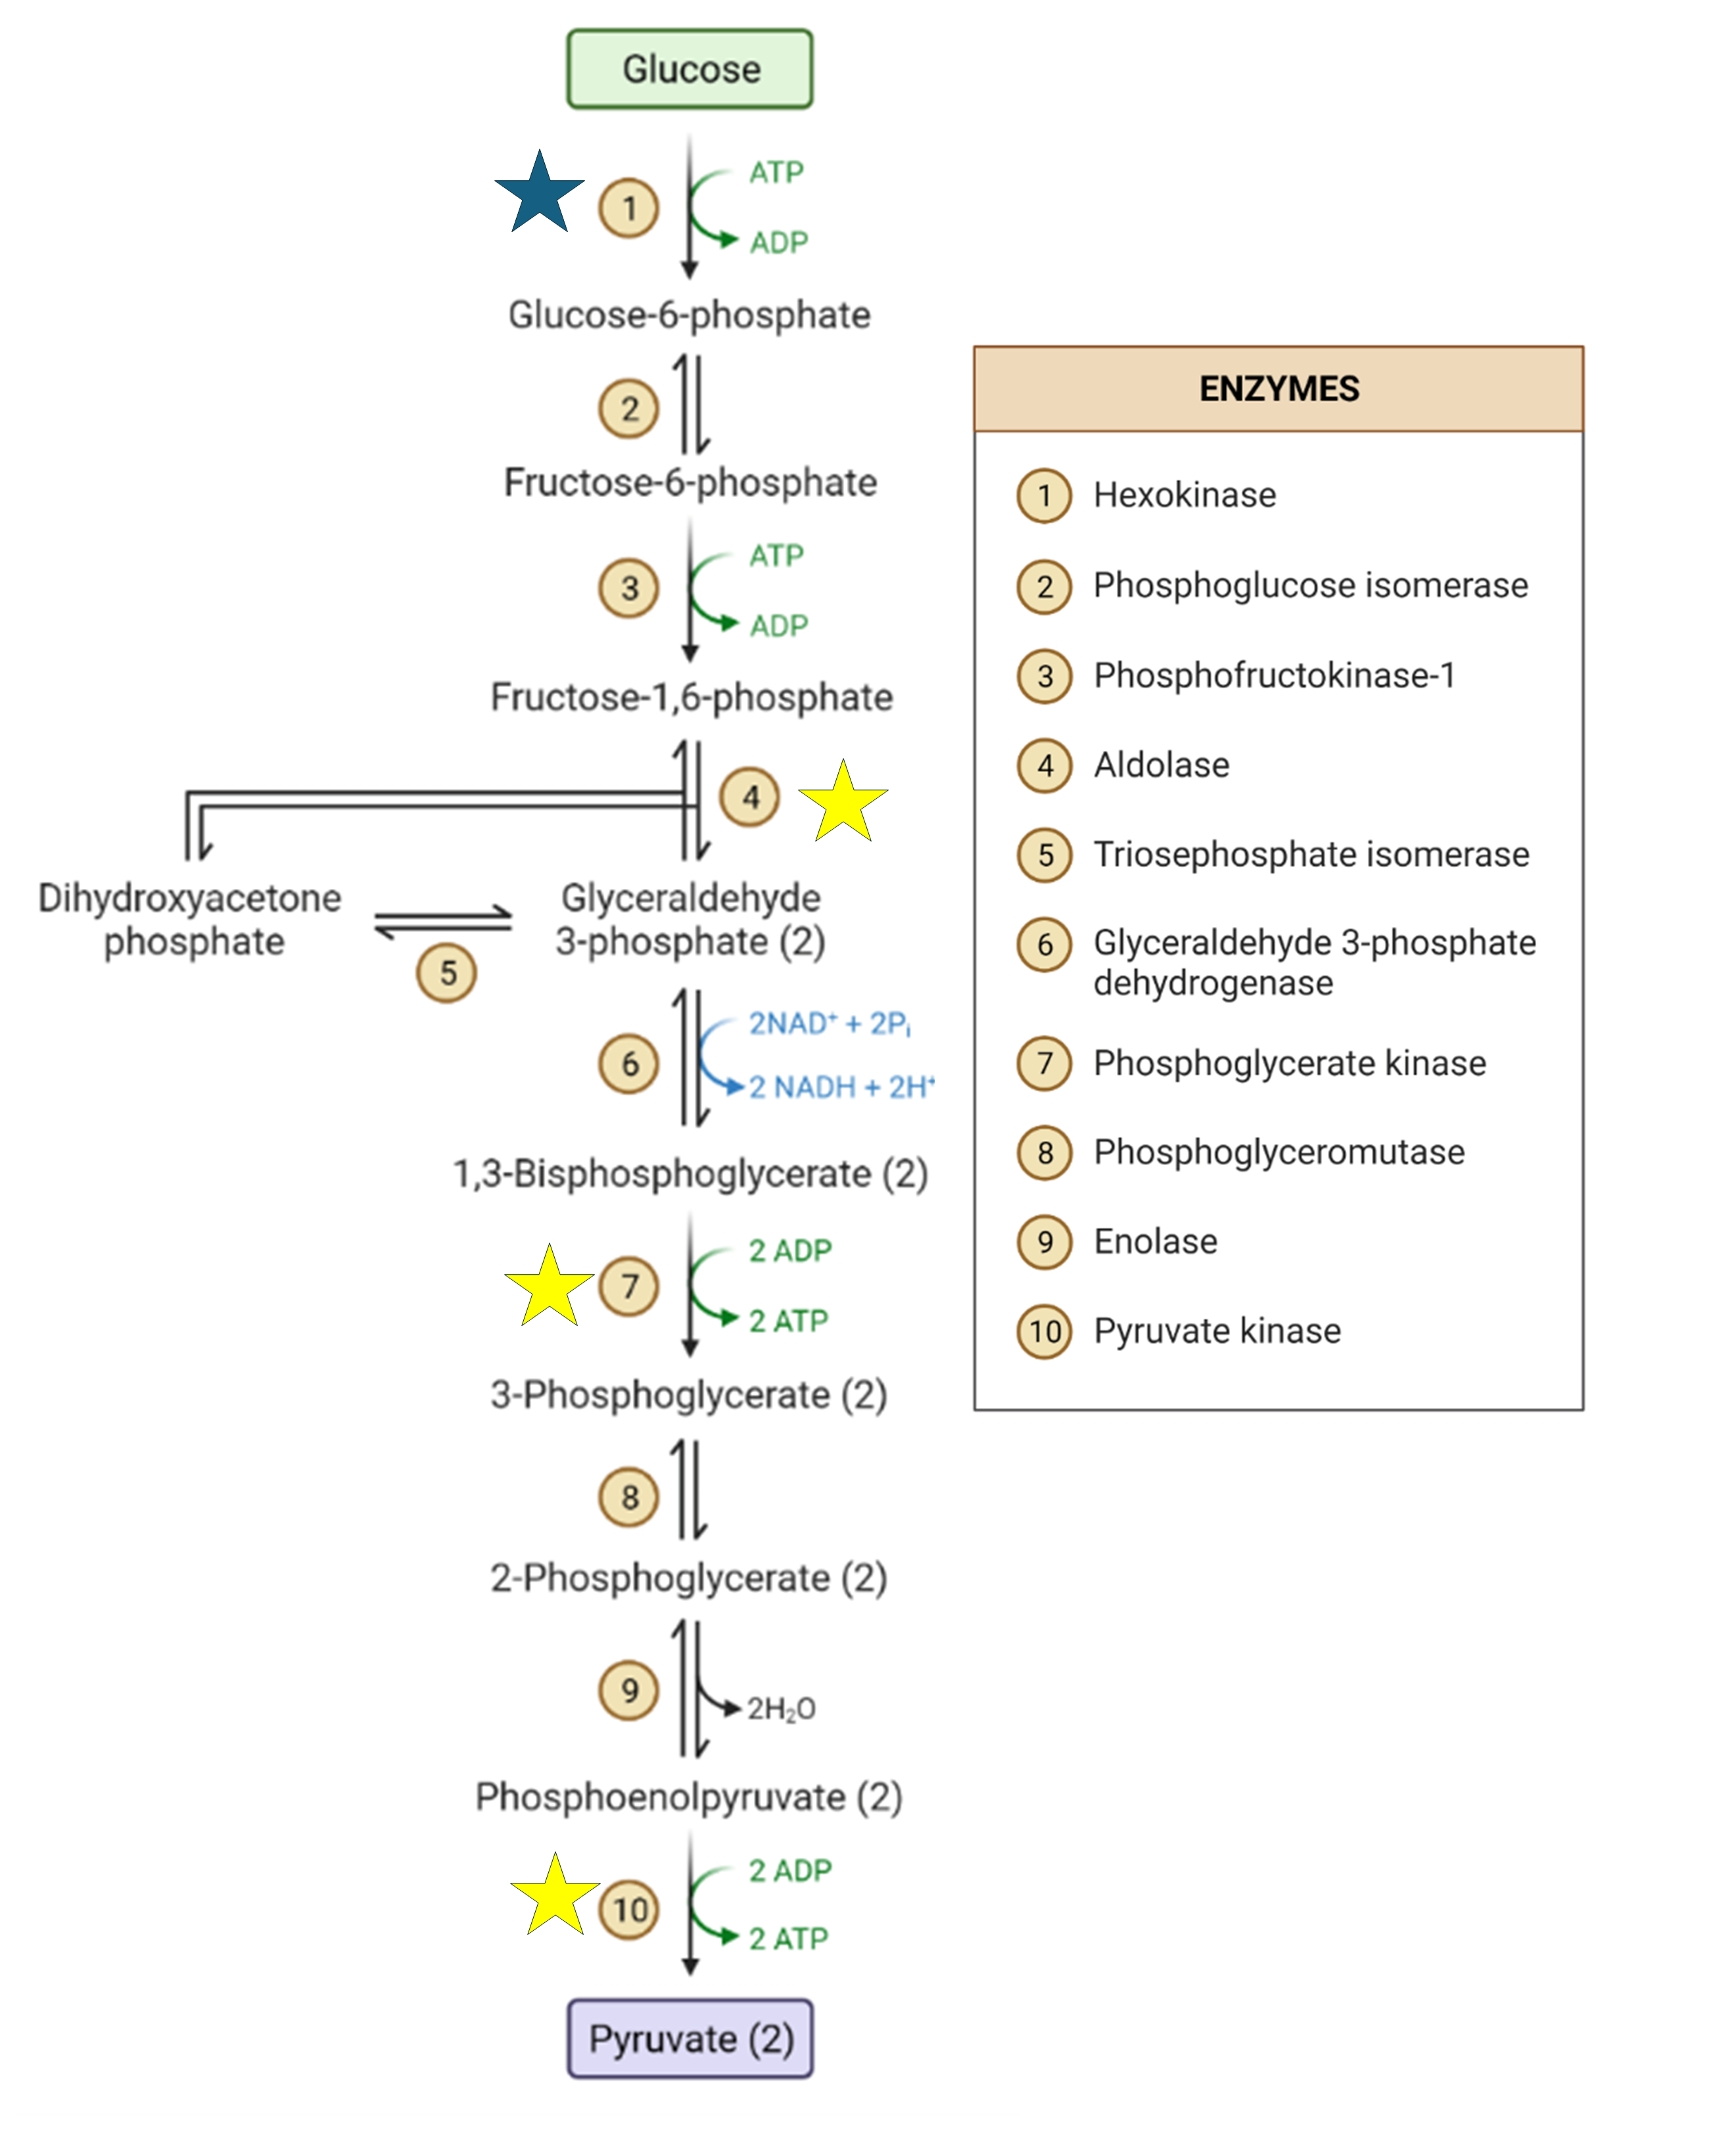 Glucose
1
ATP
ADP
Glucose-6-phosphate
2
Fructose-6-phosphate
3
ATP
ADP
Fructose-1,6-phosphate
4
Dihydroxyacetone
phosphate
5
Glyceraldehyde
3-phosphate (2)
6
2NAD⁺ + 2Pᵢ
2 NADH + 2H⁺
1,3-Bisphosphoglycerate (2)
7
2 ADP
2 ATP
3-Phosphoglycerate (2)
8
2-Phosphoglycerate (2)
9
2H₂O
Phosphoenolpyruvate (2)
10
2 ADP
2 ATP
Pyruvate (2)
ENZYMES
1 Hexokinase
2 Phosphoglucose isomerase
3 Phosphofructokinase-1
4 Aldolase
5 Triosephosphate isomerase
6 Glyceraldehyde 3-phosphate
dehydrogenase
7 Phosphoglycerate kinase
8 Phosphoglyceromutase
9 Enolase
10 Pyruvate kinase